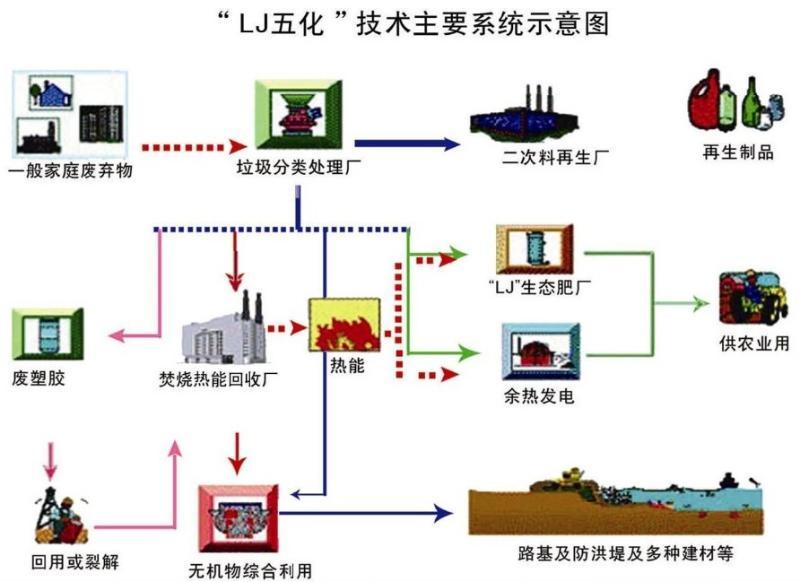 “LJ五化”技术主要系统示意图
一般家庭废弃物
垃圾分类处理厂
二次料再生厂
再生制品
废塑胶
焚烧热能回收厂
热能
“LJ”生态肥厂
余热发电
供农业用
回用或裂解
无机物综合利用
路基及防洪堤及多种建材等